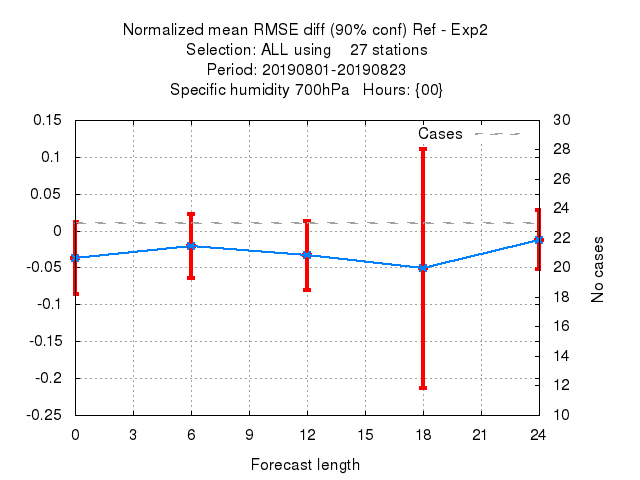 Normalized mean RMSE diff (90% conf) Ref - Exp2
Selection: ALL using    27 stations
Period: 20190801-20190823
Specific humidity 700hPa   Hours: {00}
Cases
0.15
0.1
0.05
0
-0.05
-0.1
-0.15
-0.2
-0.25
30
28
26
24
22
20
18
16
14
12
10
No cases
0 3 6 9 12 15 18 21 24
Forecast length